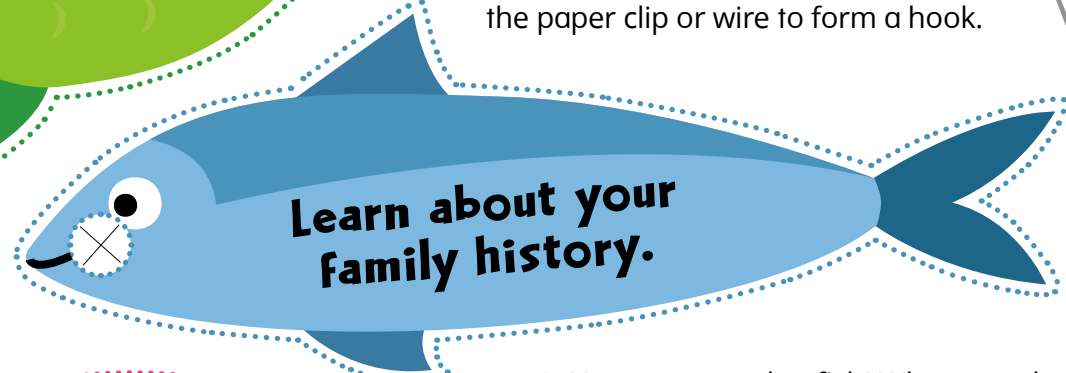 the paper clip or wire to form a hook.
Learn about your
family history.